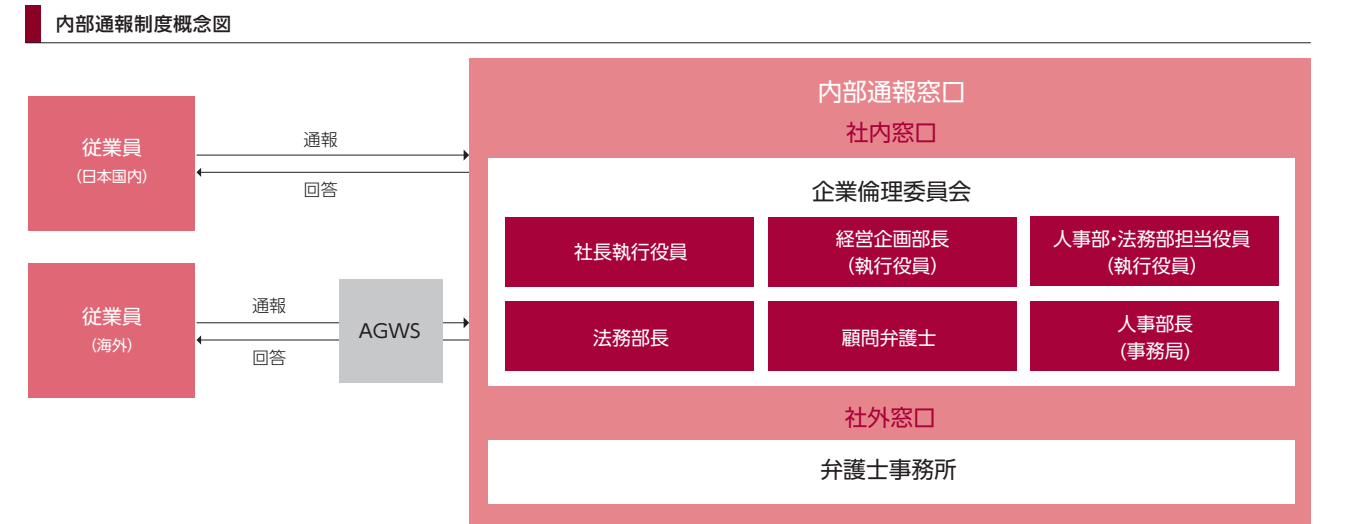 内部通報制度概念図
従業員
(日本国内)
通報
回答
従業員
(海外)
通報
回答
AGWS
内部通報窓口
社内窓口
企業倫理委員会
社長執行役員
経営企画部長
(執行役員)
人事部・法務部担当役員
(執行役員)
法務部長
顧問弁護士
人事部長
(事務局)
社外窓口
弁護士事務所